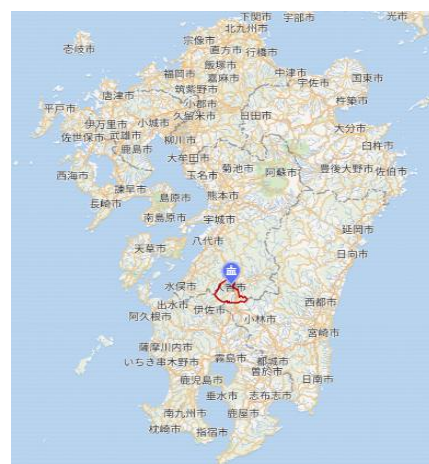 下関市
宇部市
光市
北九州市
宗像市
壱岐市
直方市
行橋市
飯塚市
福岡市
嘉麻市
中津市
宇佐市
国東市
筑紫野市
唐津市
杵築市
平戸市
小郡市
久留米市
日田市
伊万里市
小城市
大分市
佐世保市
武雄市
柳川市
臼杵市
鹿島市
大牟田市
菊池市
阿蘇市
豊後大野市
佐伯市
西海市
玉名市
諫早市
島原市
熊本市
長崎市
南島原市
宇城市
延岡市
天草市
八代市
日向市
水俣市
出水市
西都市
阿久根市
伊佐市
小林市
宮崎市
薩摩川内市
いちき串木野市
霧島市
都城市
曽於市
鹿児島市
日南市
垂水市
志布志市
南九州市
鹿屋市
枕崎市
指宿市